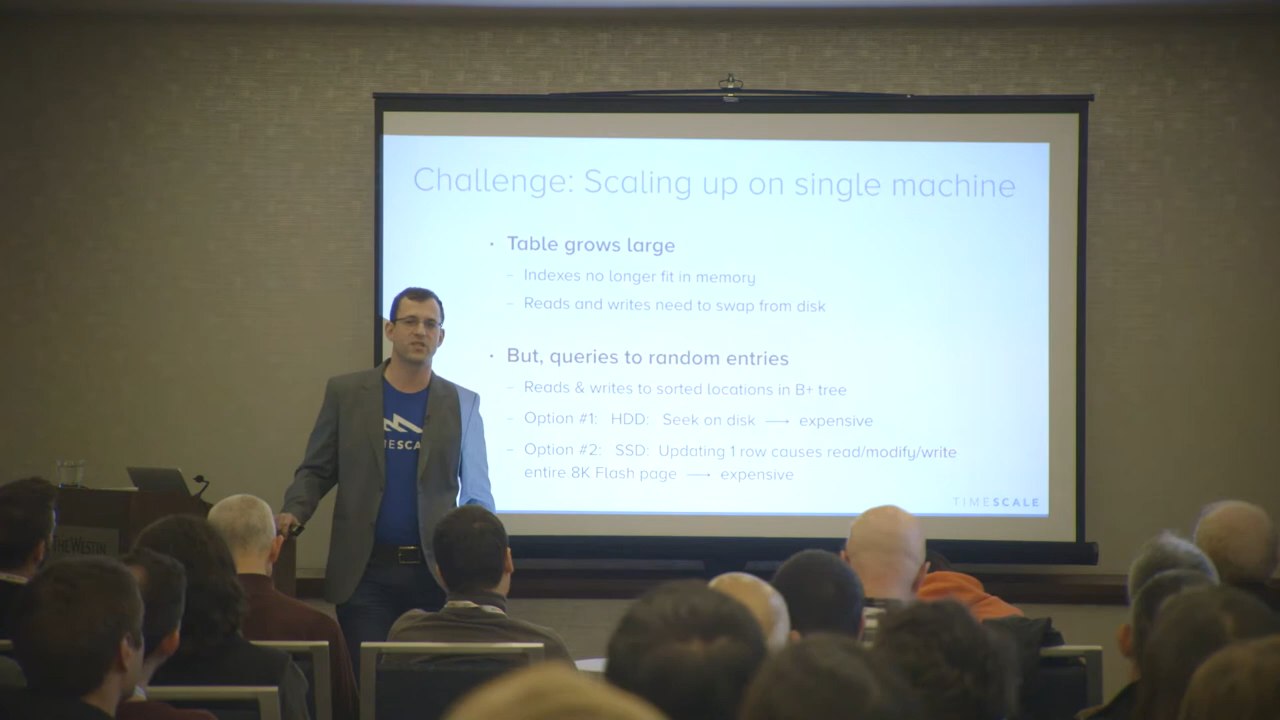 Challenge: Scaling up on single machine
• Table grows large
– Indexes no longer fit in memory
– Reads and writes need to swap from disk
• But, queries to random entries
– Reads & writes to sorted locations in B+ tree
– Option #1: HDD: Seek on disk ⟶ expensive
– Option #2: SSD: Updating 1 row causes read/modify/write
entire 8K Flash page ⟶ expensive
TIMESCALE
MESCA
THE WESTIN